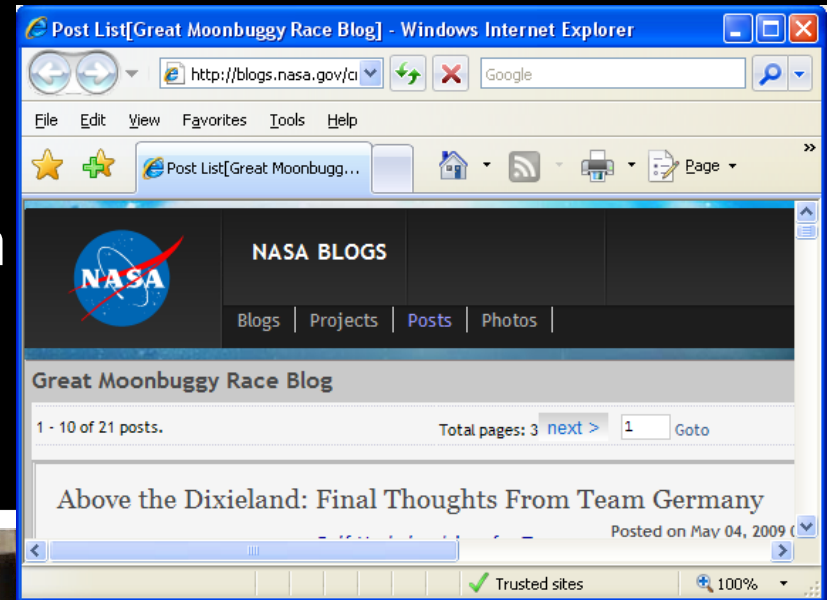 Post List[Great Moonbuggy Race Blog] - Windows Internet Explorer
http://blogs.nasa.gov/c
Google
File Edit View Favorites Tools Help
Post List[Great Moonbugg... Page
NASA
NASA BLOGS
Blogs Projects Posts Photos
Great Moonbuggy Race Blog
1 - 10 of 21 posts. Total pages: 3 next > 1 Goto
Above the Dixieland: Final Thoughts From Team Germany
Posted on May 04, 2009
Trusted sites 100%